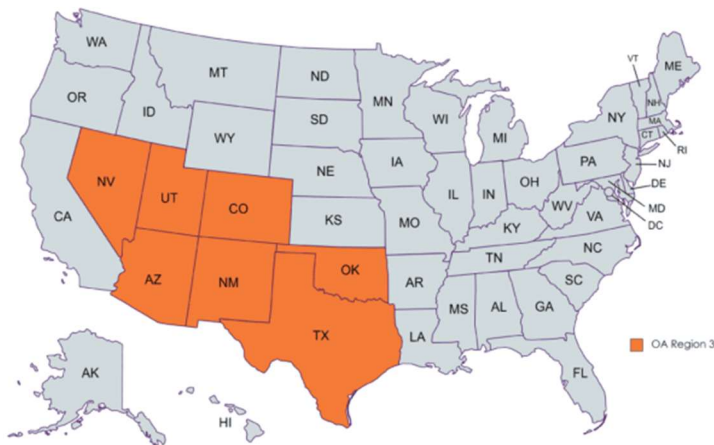 WA
MT
ND
MN
VT
ME
OR
ID
SD
WI
MI
NY
NH
MA
CT
RI
WY
IA
PA
NJ
NE
OH
DE
NV
UT
CO
IL
IN
MD
DC
CA
KS
MO
WV
VA
KY
AZ
NM
OK
AR
TN
NC
SC
TX
LA
MS
AL
GA
OA Region 3
AK
HI
FL